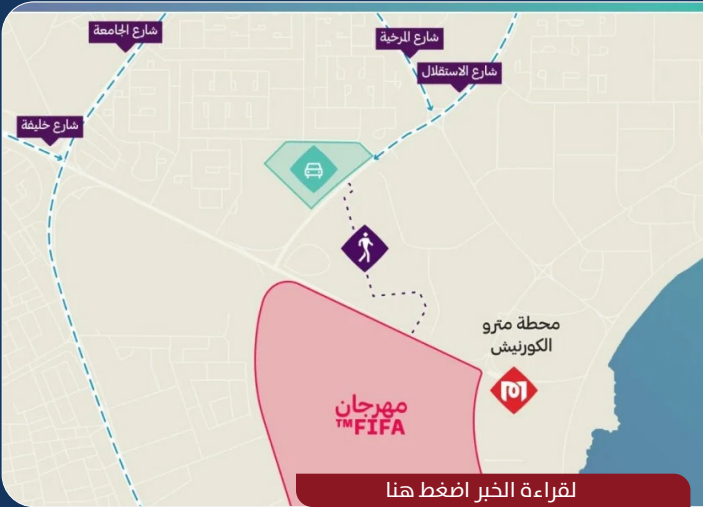 شارع الجامعة
شارع المرخية
شارع الاستقلال
شارع خليفة
محطة مترو
الكورنيش
مهرجان
FIFA™
لقراءة الخبر اضغط هنا